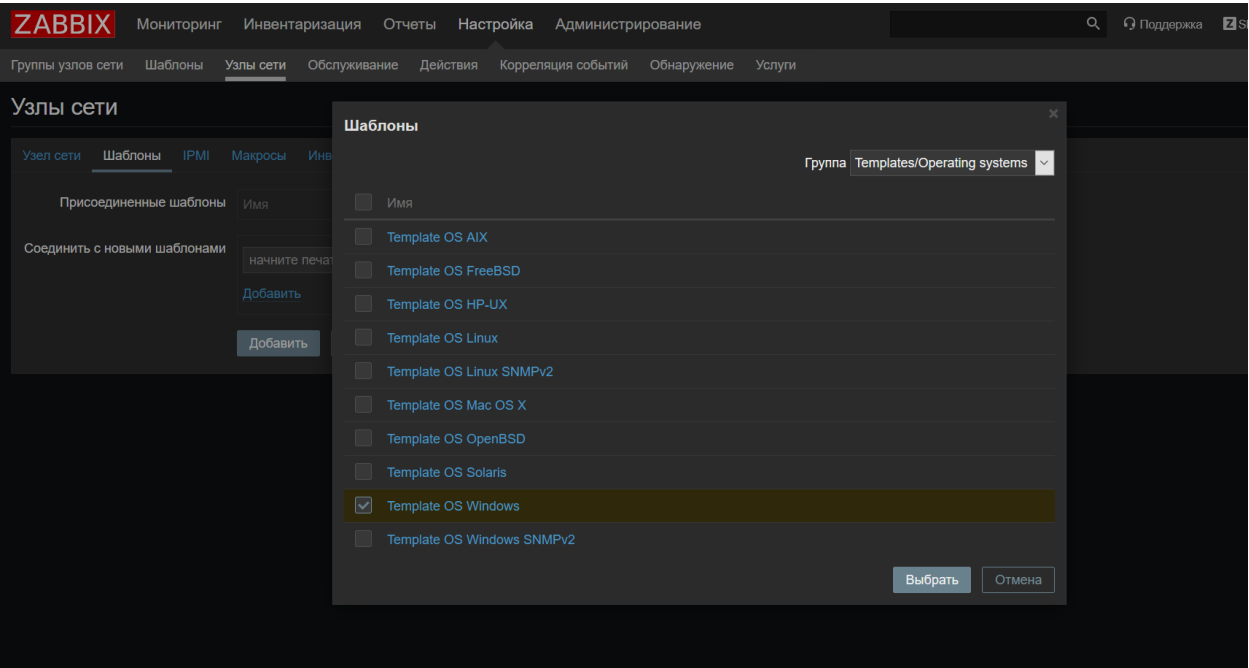 ZABBIX Мониторинг Инвентаризация Отчеты Настройка Администрирование Поддержка
Группы узлов сети Шаблоны Узлы сети Обслуживание Действия Корреляция событий Обнаружение Услуги
Узлы сети
Узел сети Шаблоны IPMI Макросы
Присоединенные шаблоны Имя
Соединить с новыми шаблонами
начните
Добавить
Добавить
Шаблоны
Группа Templates/Operating systems
Имя
Template OS AIX
Template OS FreeBSD
Template OS HP-UX
Template OS Linux
Template OS Linux SNMPv2
Template OS Mac OS X
Template OS OpenBSD
Template OS Solaris
Template OS Windows
Template OS Windows SNMPv2
Выбрать Отмена